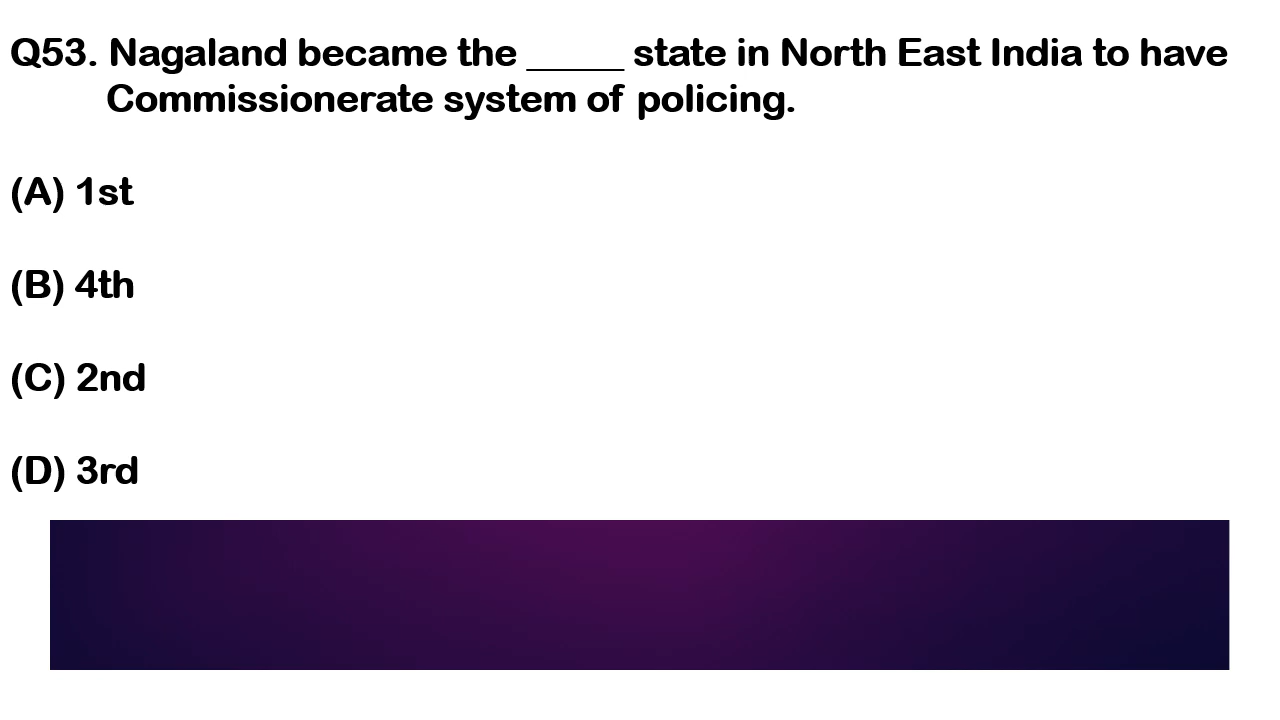 Q53. Nagaland became the _____ state in North East India to have
Commissionerate system of policing.
(A) 1st
(B) 4th
(C) 2nd
(D) 3rd